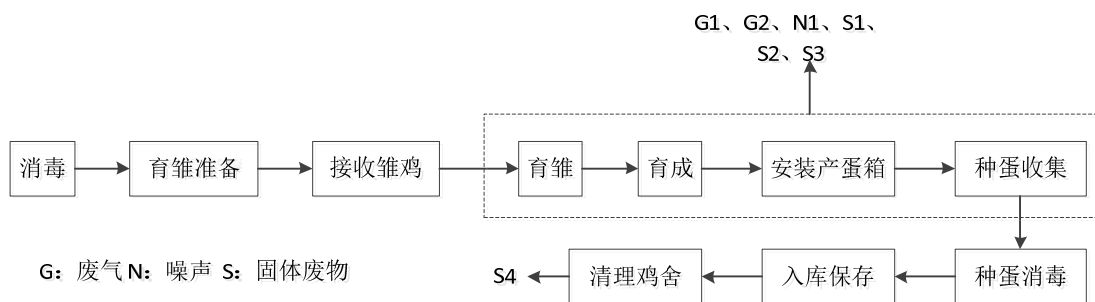 G1、G2、N1、S1、
S2、S3
消毒
育雏准备
接收雏鸡
育雏
育成
安装产蛋箱
种蛋收集
G：废气 N：噪声 S：固体废物
S4
清理鸡舍
入库保存
种蛋消毒